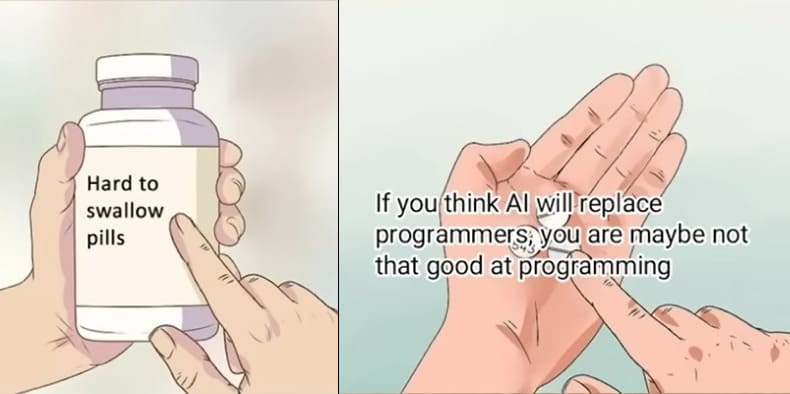 Hard to
swallow
pills
If you think AI will replace
programmers, you are maybe not
that good at programming